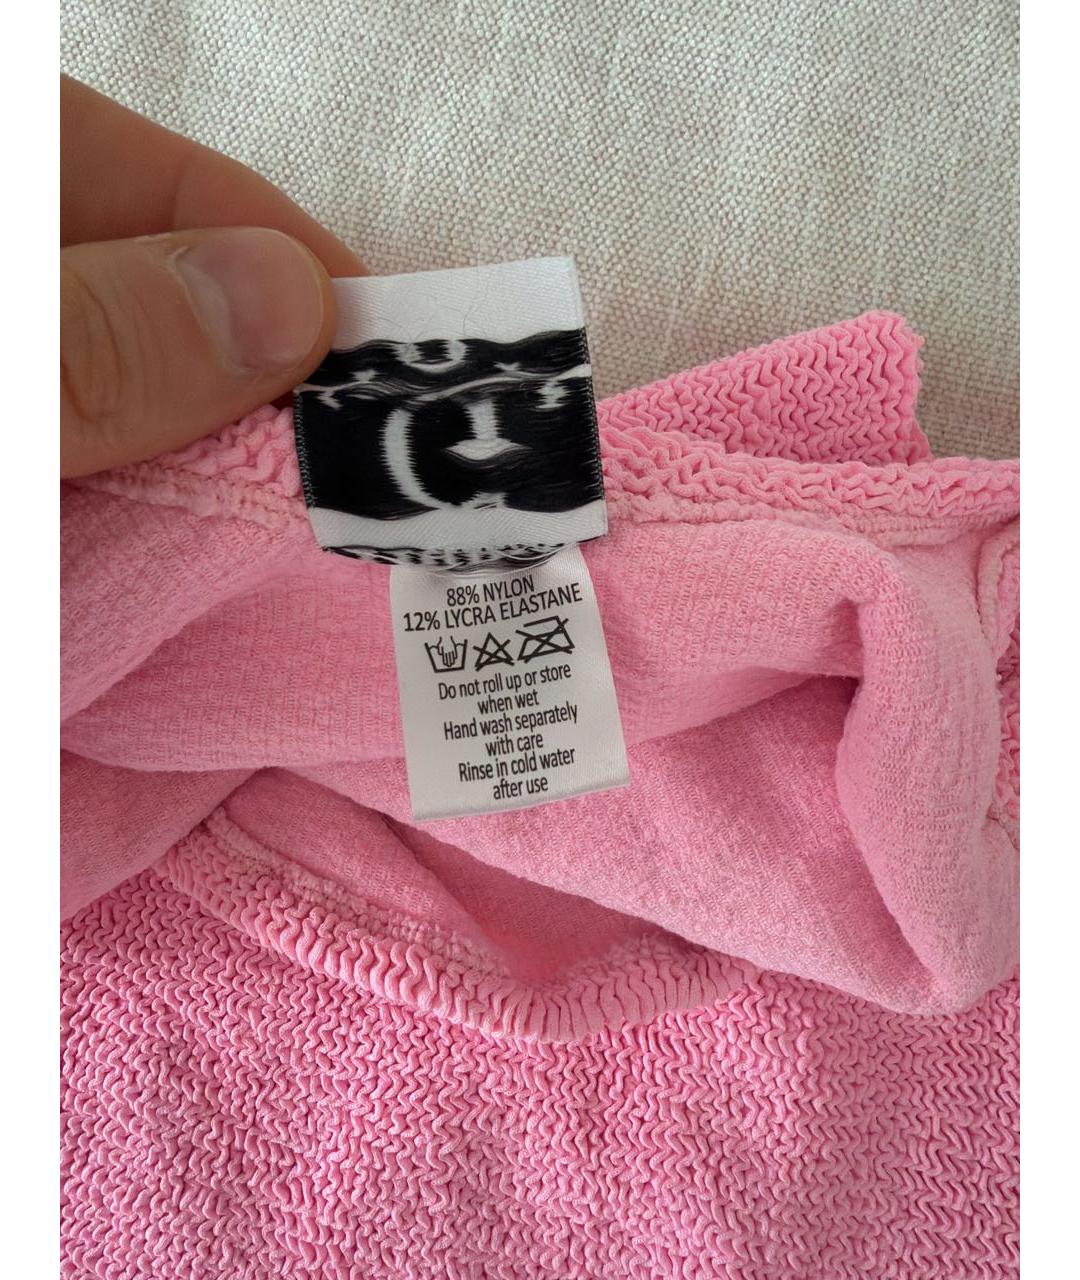 88% NYLON
12% LYCRA ELASTANE
Do not roll up or store
when wet
Hand wash separately
with care
Rinse in cold water
after use